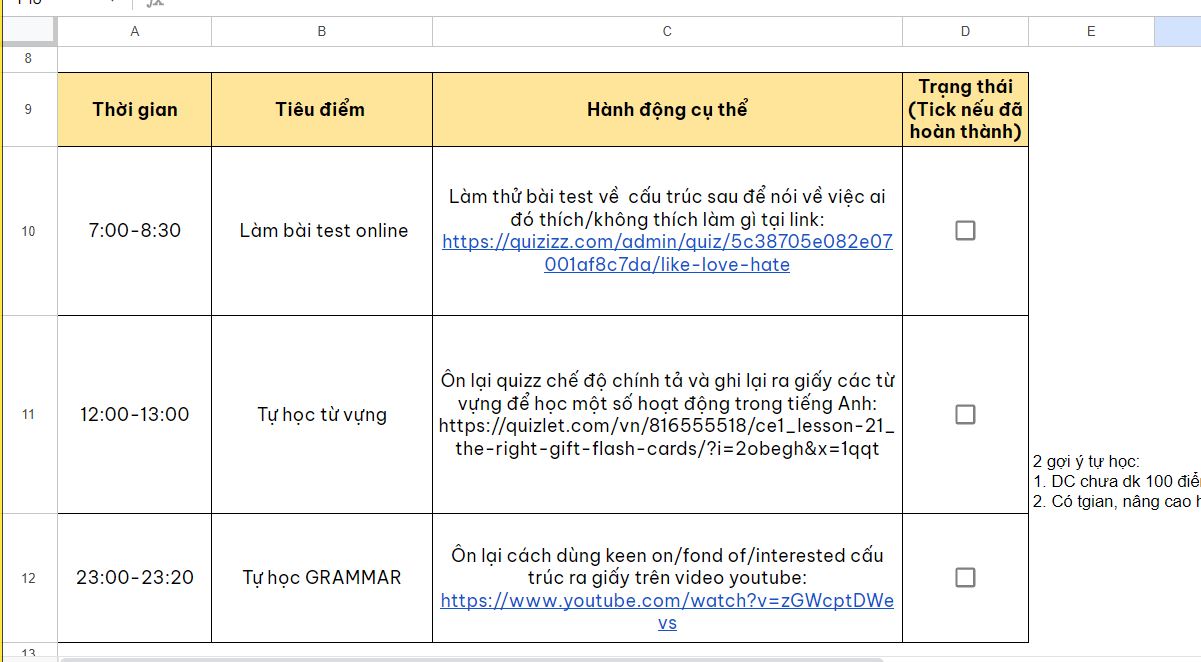 A B C D E
8
9 Thời gian Tiêu điểm Hành động cụ thể Trạng thái
(Tick nếu đã
hoàn thành)
10 7:00-8:30 Làm bài test online Làm thử bài test về cấu trúc sau để nói về việc ai
đó thích/không thích làm gì tại link:
https://quizizz.com/admin/quiz/5c38705e082e07
001af8c7da/like-love-hate
11 12:00-13:00 Tự học từ vựng Ôn lại quizz chế độ chính tả và ghi lại ra giấy các từ
vựng để học một số hoạt động trong tiếng Anh:
https://quizlet.com/vn/816555518/ce1_lesson-21_
the-right-gift-flash-cards/?i=2obegh&x=1qqt
2 gợi ý tự học:
1. DC chưa dk 100
2. Có tgian, nâng cao
12 23:00-23:20 Tự học GRAMMAR Ôn lại cách dùng keen on/fond of/interested cấu
trúc ra giấy trên video youtube:
https://www.youtube.com/watch?v=zGWcptDWe
vs
13